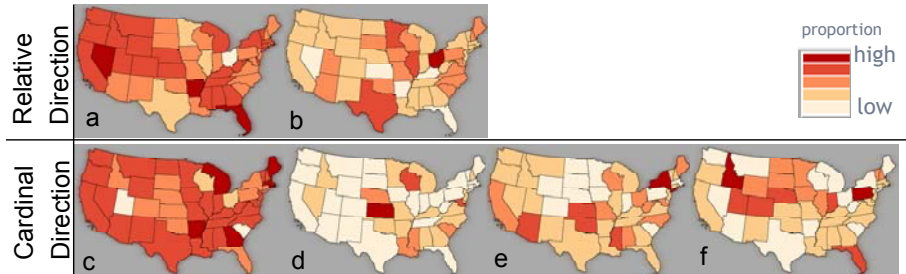 Relative
Direction
a
b
proportion
high
low
Cardinal
Direction
c
d
e
f